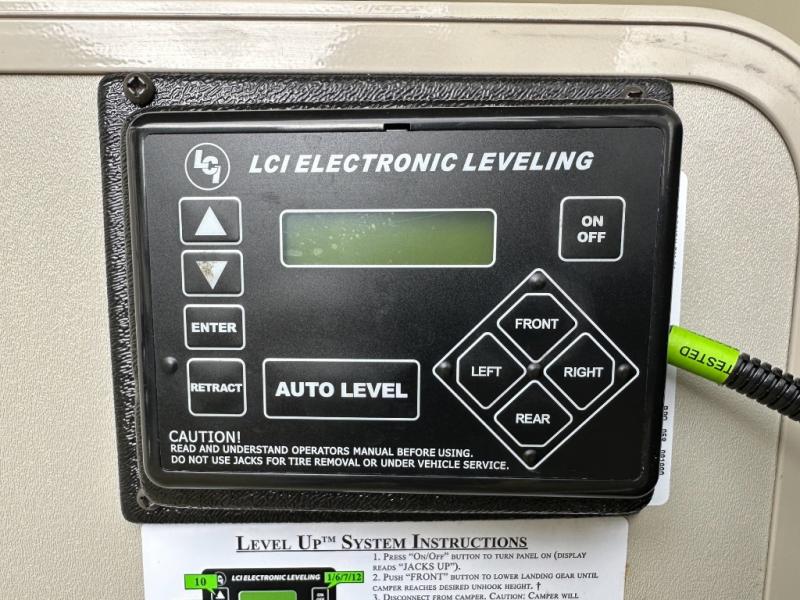 LCI
LCI ELECTRONIC LEVELING
ON
OFF
ENTER
RETRACT
AUTO LEVEL
FRONT
LEFT
RIGHT
REAR
TESTED
CAUTION!
READ AND UNDERSTAND OPERATORS MANUAL BEFORE USING.
DO NOT USE JACKS FOR TIRE REMOVAL OR UNDER VEHICLE SERVICE.
LEVEL UP™ SYSTEM INSTRUCTIONS
1. PRESS "ON/OFF" BUTTON TO TURN PANEL ON (DISPLAY
READS "JACKS UP").
2. PUSH "FRONT" BUTTON TO LOWER LANDING GEAR UNTIL
CAMPER REACHES DESIRED UNHOOK HEIGHT. †
3. DISCONNECT FROM CAMPER. CAUTION: CAMPER WILL
10
LCI ELECTRONIC LEVELING
1/6/7/12